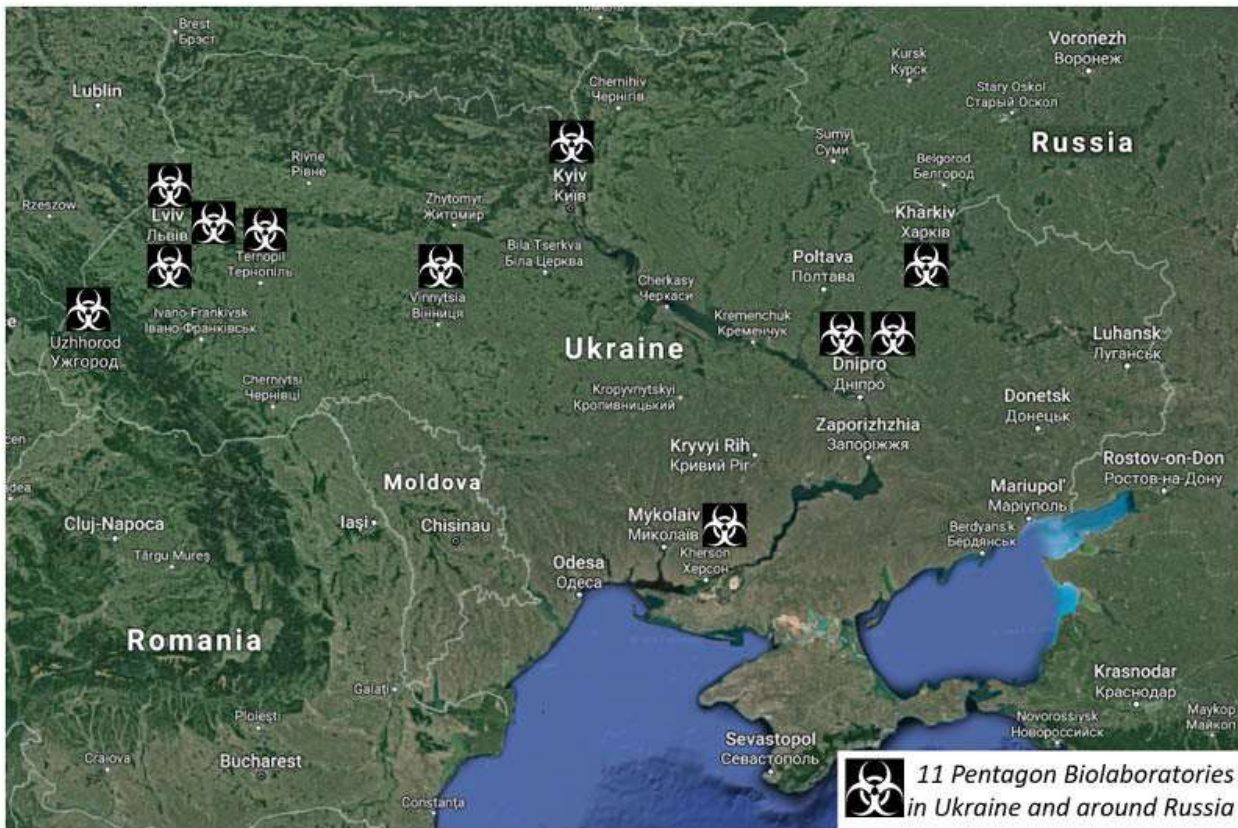 Brest
Брэст
Lublin
Chernihiv
Чернігів
Kursk
Курск
Voronezh
Воронеж
Stary Oskol
Старый Оскол
Sumy
Суми
Russia
Belgorod
Белгород
Rivne
Рівне
Kyiv
Київ
Rzeszow
Lviv
Львів
Zhytomyr
Житомир
Kharkiv
Харків
Ternopil
Тернопіль
Bila Tserkva
Біла Церква
Poltava
Полтава
Vinnytsia
Вінниця
Cherkasy
Черкаси
Ivano-Frankivsk
Івано-Франківськ
Kremenchuk
Кременчук
Uzhhorod
Ужгород
Ukraine
Luhansk
Луганськ
Dnipro
Дніпро
Chernivtsi
Чернівці
Kropyvnytskyi
Кропивницький
Donetsk
Донецьк
Zaporizhzhia
Запоріжжя
Kryvyi Rih
Кривий Ріг
Rostov-on-Don
Ростов-на-Дону
Moldova
Mariupol'
Маріуполь
Cluj-Napoca
Iași
Chisinau
Mykolaiv
Миколаїв
Berdyans'k
Бердянськ
Târgu Mureș
Kherson
Херсон
Odesa
Одеса
Romania
Krasnodar
Краснодар
Galați
Maykop
Майкоп
Ploiești
Novorossiysk
Новороссийск
Sevastopol
Севастополь
Craiova
Bucharest
Constanța
11 Pentagon Biolaboratories
in Ukraine and around Russia